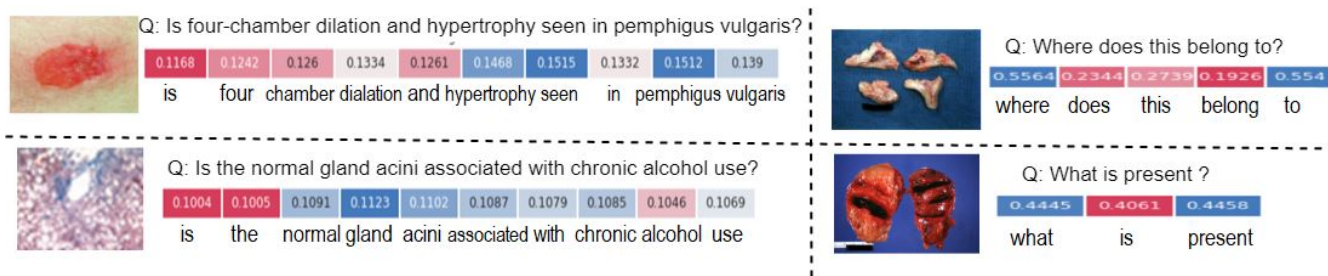 Q: Is four-chamber dilation and hypertrophy seen in pemphigus vulgaris?
0.1168 0.1242 0.126 0.1334 0.1261 0.1468 0.1515 0.1332 0.1512 0.139
is four chamber dialation and hypertrophy seen in pemphigus vulgaris
Q: Where does this belong to?
0.5564 0.2344 0.2739 0.1926 0.554
where does this belong to
Q: Is the normal gland acini associated with chronic alcohol use?
0.1004 0.1005 0.1091 0.1123 0.1102 0.1087 0.1079 0.1085 0.1046 0.1069
is the normal gland acini associated with chronic alcohol use
Q: What is present ?
0.4445 0.4061 0.4458
what is present